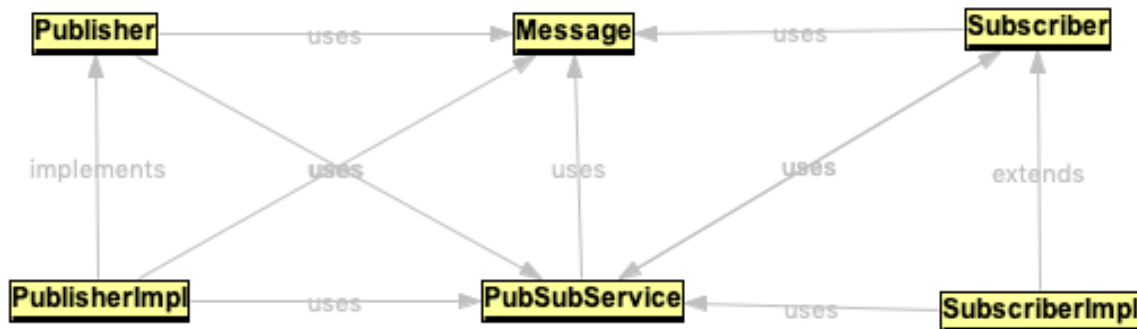 Publisher
uses
Message
uses
Subscriber
implements
uses
uses
uses
extends
PublisherImpl
uses
PubSubService
uses
SubscriberImpl